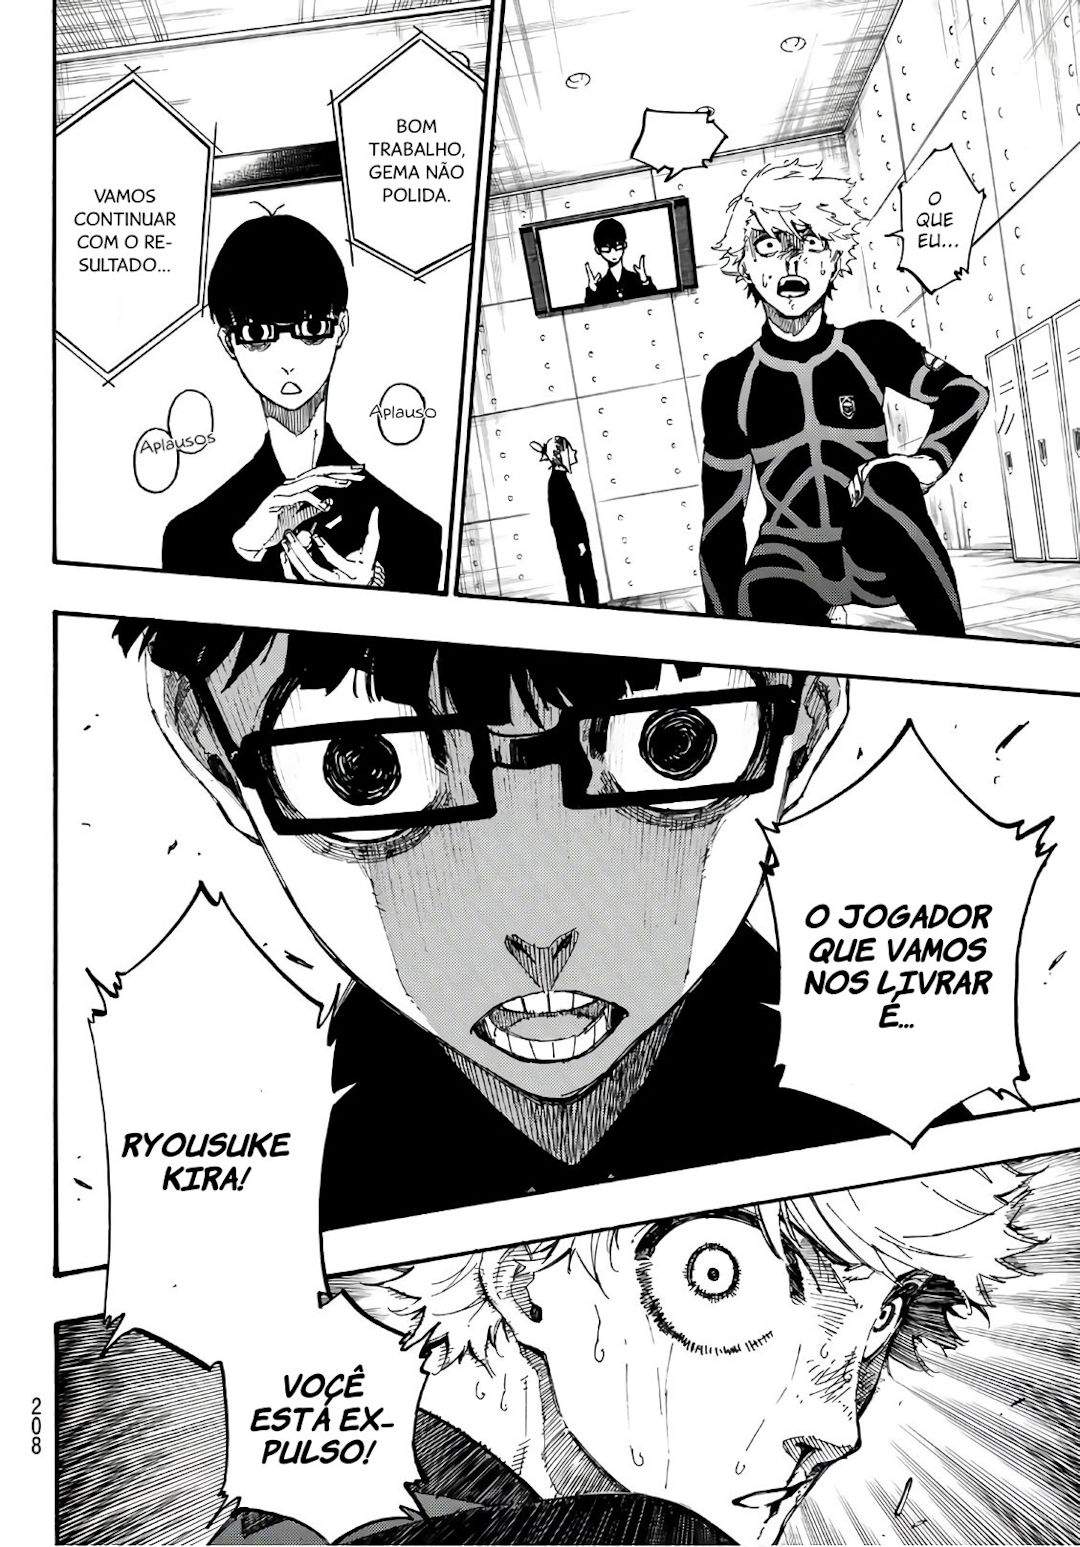 O
QUE
EU...
BOM
TRABALHO,
GEMA NÃO
POLIDA.
VAMOS
CONTINUAR
COM O RE-
SULTADO...
Aplauso
Aplausos
O JOGADOR
QUE VAMOS
NOS LIVRAR
É...
RYOUSUKE
KIRA!
VOÇÊ
ESTÁ EX-
PULSO!
208